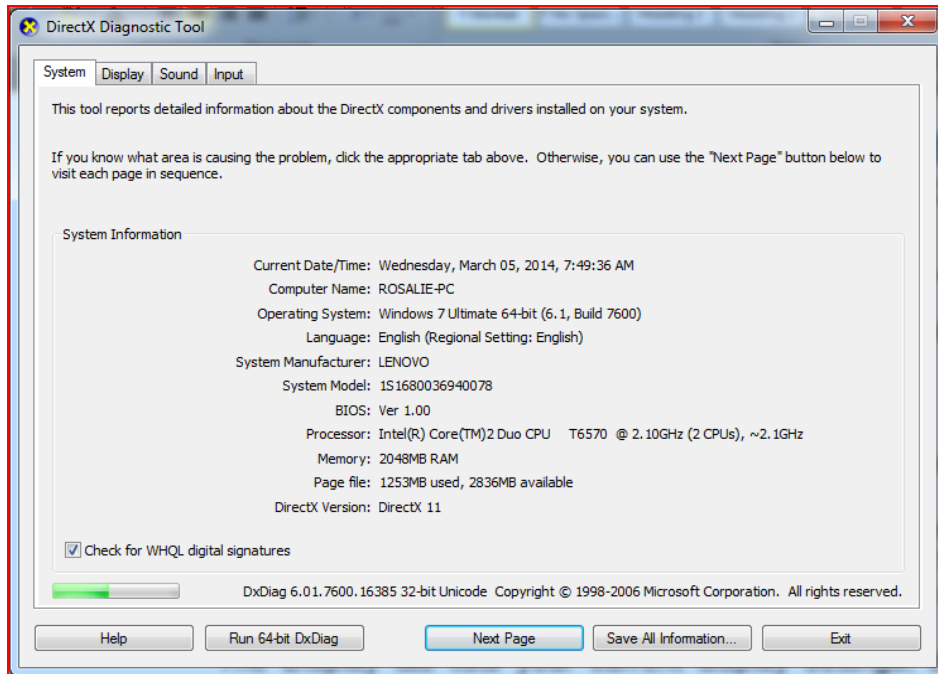 DirectX Diagnostic Tool
System Display Sound Input
This tool reports detailed information about the DirectX components and drivers installed on your system.
If you know what area is causing the problem, click the appropriate tab above.  Otherwise, you can use the "Next Page" button below to
visit each page in sequence.
System Information
Current Date/Time: Wednesday, March 05, 2014, 7:49:36 AM
Computer Name: ROSALIE-PC
Operating System: Windows 7 Ultimate 64-bit (6.1, Build 7600)
Language: English (Regional Setting: English)
System Manufacturer: LENOVO
System Model: 1S1680036940078
BIOS: Ver 1.00
Processor: Intel(R) Core(TM)2 Duo CPU     T6570  @ 2.10GHz (2 CPUs), ~2.1GHz
Memory: 2048MB RAM
Page file: 1253MB used, 2836MB available
DirectX Version: DirectX 11
Check for WHQL digital signatures
DxDiag 6.01.7600.16385 32-bit Unicode  Copyright © 1998-2006 Microsoft Corporation.  All rights reserved.
Help Run 64-bit DxDiag Next Page Save All Information... Exit